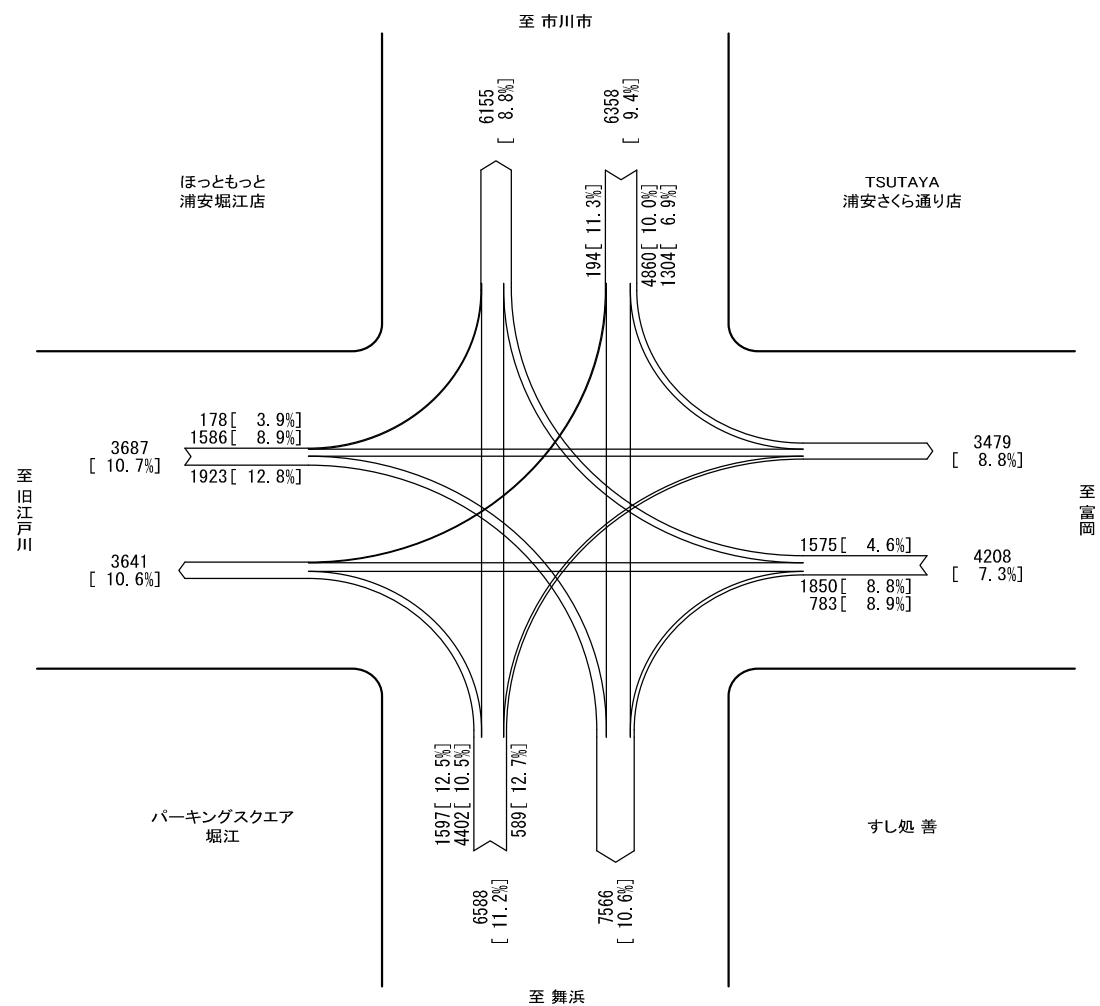 至 市川市
6155
[ 8.8%]
6358
[ 9.4%]
ほっともっと
浦安堀江店
TSUTAYA
浦安さくら通り店
194[ 11.3%]
4860[ 10.0%]
1304[ 6.9%]
178[ 3.9%]
1586[ 8.9%]
3687
[ 10.7%]
1923[ 12.8%]
3479
[ 8.8%]
至 旧江戸川
至 富岡
3641
[ 10.6%]
1575[ 4.6%]
4208
[ 7.3%]
1850[ 8.8%]
783[ 8.9%]
1597[ 12.5%]
4402[ 10.5%]
589[ 12.7%]
パーキングスクエア
堀江
すし処 善
6588
[ 11.2%]
7566
[ 10.6%]
至 舞浜